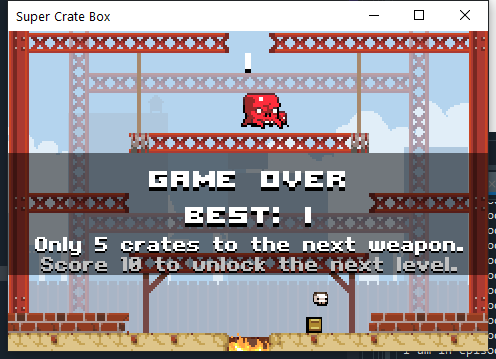 Super Crate Box
1
GAME OVER
BEST: 1
Only 5 crates to the next weapon.
Score 10 to unlock the next level.